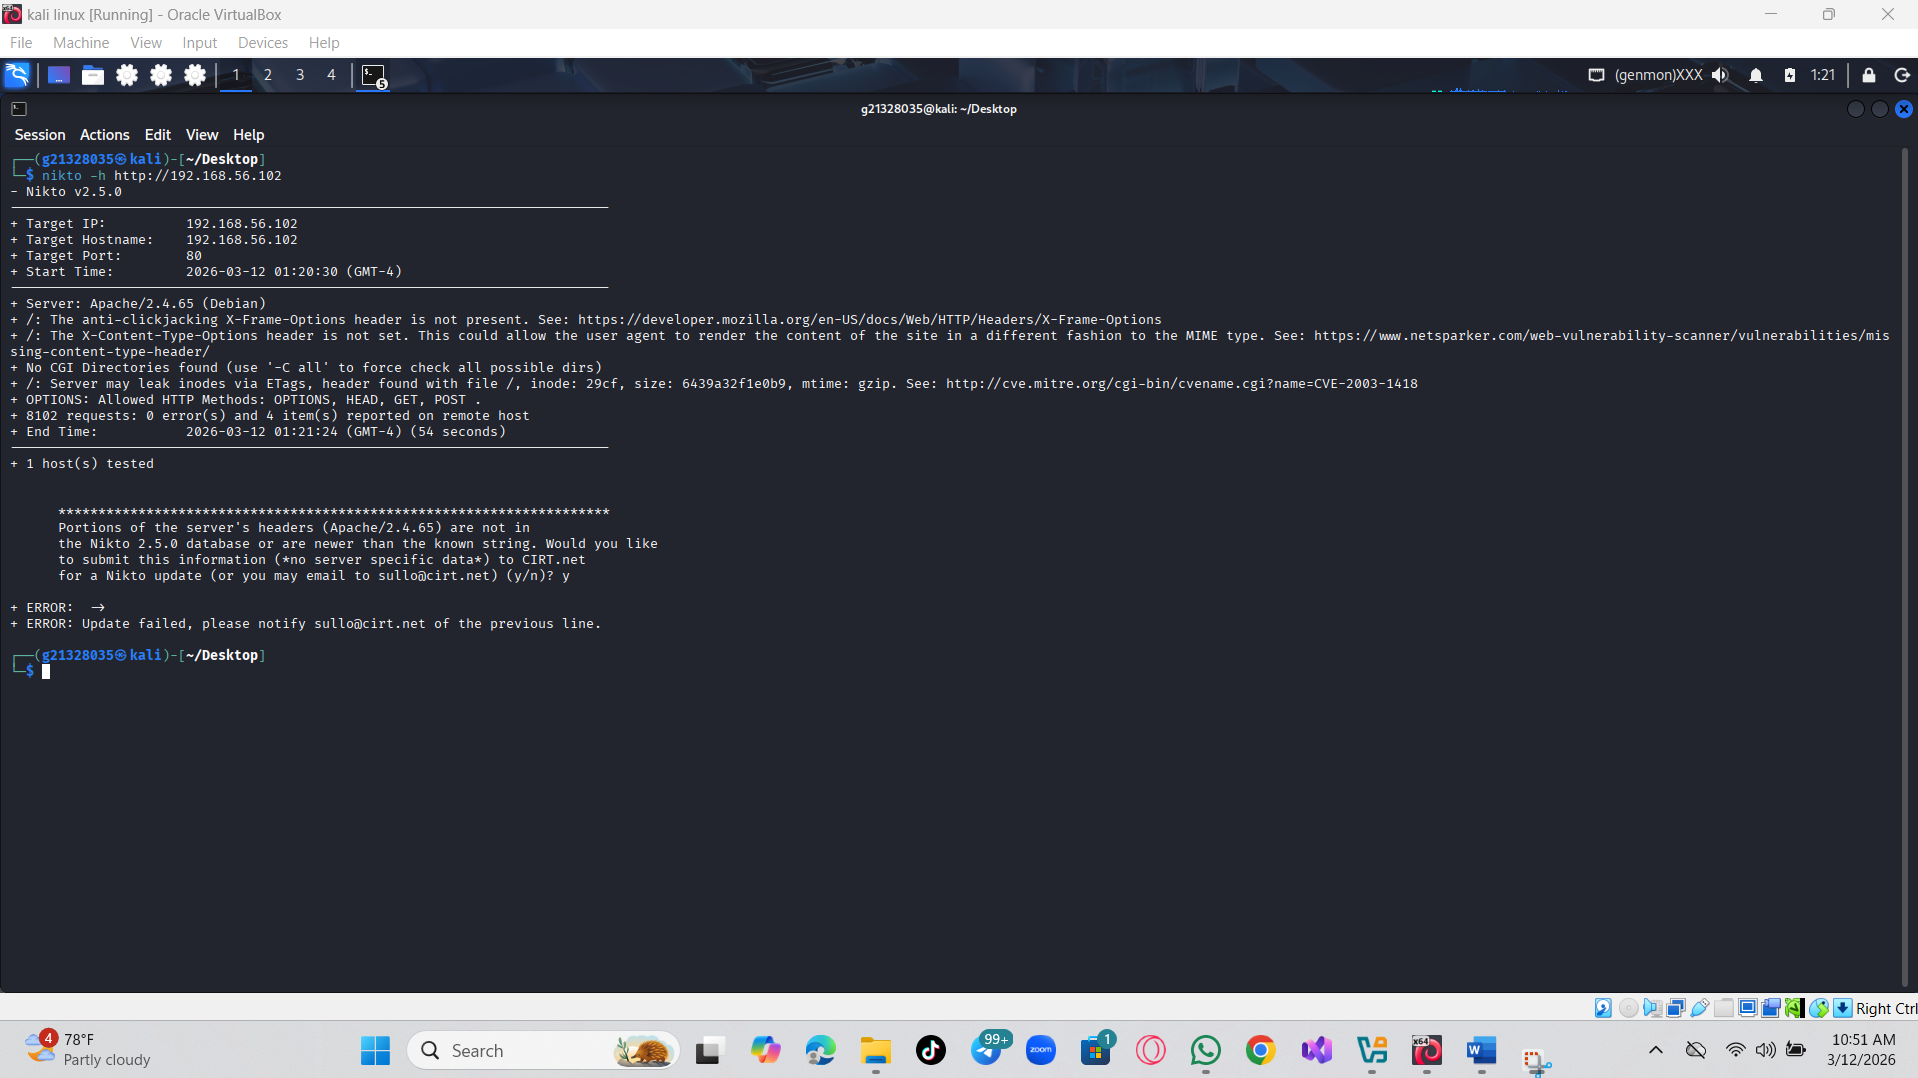 kali linux [Running] - Oracle VirtualBox
File Machine View Input Devices Help
1 2 3 4 5 (genmon)XXX 1:21
g21328035@kali: ~/Desktop
Session Actions Edit View Help
(g21328035㉿kali)-[~/Desktop]
$ nikto -h http://192.168.56.102
- Nikto v2.5.0
+ Target IP: 192.168.56.102
+ Target Hostname: 192.168.56.102
+ Target Port: 80
+ Start Time: 2026-03-12 01:20:30 (GMT-4)
+ Server: Apache/2.4.65 (Debian)
+ /: The anti-clickjacking X-Frame-Options header is not present. See: https://developer.mozilla.org/en-US/docs/Web/HTTP/Headers/X-Frame-Options
+ /: The X-Content-Type-Options header is not set. This could allow the user agent to render the content of the site in a different fashion to the MIME type. See: https://www.netsparker.com/web-vulnerability-scanner/vulnerabilities/mis
sing-content-type-header/
+ No CGI Directories found (use '-C all' to force check all possible dirs)
+ /: Server may leak inodes via ETags, header found with file /, inode: 29cf, size: 6439a32f1e0b9, mtime: gzip. See: http://cve.mitre.org/cgi-bin/cvename.cgi?name=CVE-2003-1418
+ OPTIONS: Allowed HTTP Methods: OPTIONS, HEAD, GET, POST .
+ 8102 requests: 0 error(s) and 4 item(s) reported on remote host
+ End Time: 2026-03-12 01:21:24 (GMT-4) (54 seconds)
+ 1 host(s) tested
*********************************************************************
Portions of the server's headers (Apache/2.4.65) are not in
the Nikto 2.5.0 database or are newer than the known string. Would you like
to submit this information (*no server specific data*) to CIRT.net
for a Nikto update (or you may email to sullo@cirt.net) (y/n)? y
+ ERROR: →
+ ERROR: Update failed, please notify sullo@cirt.net of the previous line.
(g21328035㉿kali)-[~/Desktop]
$
Right Ctrl
4 78°F
Partly cloudy
Search
99+
zoom
1
X64
10:51 AM
3/12/2026